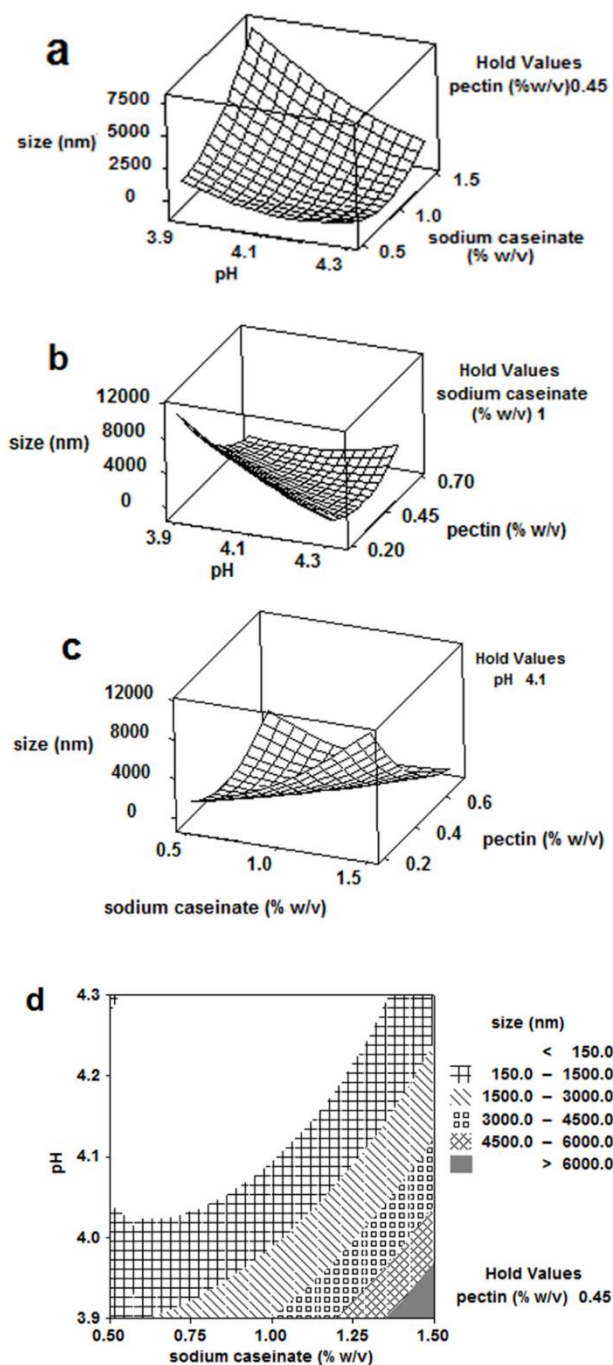 a
Hold Values
pectin (%w/v)0.45
7500
5000
size (nm)
2500
0
1.5
1.0
0.5
sodium caseinate
(% w/v)
3.9
4.1
4.3
pH
b
Hold Values
sodium caseinate
(% w/v) 1
12000
8000
size (nm)
4000
0
0.70
0.45
0.20
pectin (% w/v)
3.9
4.1
4.3
pH
c
Hold Values
pH 4.1
12000
8000
size (nm)
4000
0
0.6
0.4
0.2
pectin (% w/v)
0.5
1.0
1.5
sodium caseinate (% w/v)
d
4.3
4.2
4.1
4.0
3.9
pH
0.50 0.75 1.00 1.25 1.50
sodium caseinate (% w/v)
size (nm)
< 150.0
150.0 – 1500.0
1500.0 – 3000.0
3000.0 – 4500.0
4500.0 – 6000.0
> 6000.0
Hold Values
pectin (% w/v) 0.45